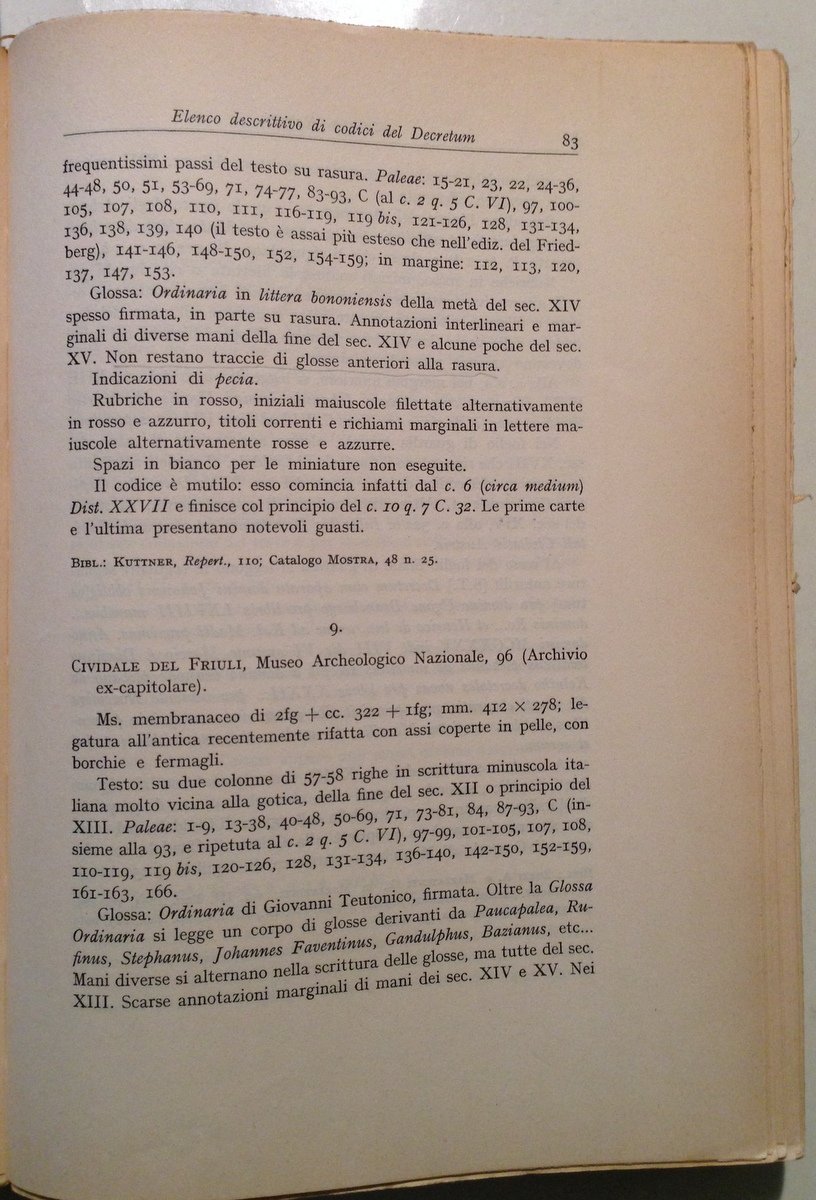 Elenco descrittivo di codici del Decretum 83
frequentissimi passi del testo su rasura. Paleae: 15-21, 23, 22, 24-36,
44-48, 50, 51, 53-69, 71, 74-77, 83-93, C (al c. 2 q. 5 C. VI), 97, 100-
105, 107, 108, 110, 111, 116-119, 119 bis, 121-126, 128, 131-134,
136, 138, 139, 140 (il testo è assai più esteso che nell'ediz. del Fried-
berg), 141-146, 148-150, 152, 154-159; in margine: 112, 113, 120,
137, 147, 153.
Glossa: Ordinaria in littera bononiensis della metà del sec. XIV
spesso firmata, in parte su rasura. Annotazioni interlineari e mar-
ginali di diverse mani della fine del sec. XIV e alcune poche del sec.
XV. Non restano traccie di glosse anteriori alla rasura.
Indicazioni di pecia.
Rubriche in rosso, iniziali maiuscole filettate alternativamente
in rosso e azzurro, titoli correnti e richiami marginali in lettere ma-
iuscole alternativamente rosse e azzurre.
Spazi in bianco per le miniature non eseguite.
Il codice è mutilo: esso comincia infatti dal c. 6 (circa medium)
Dist. XXVII e finisce col principio del c. 10 q. 7 C. 32. Le prime carte
e l'ultima presentano notevoli guasti.
BIBL.: KUTTNER, Repert., 110; Catalogo MOSTRA, 48 n. 25.
9.
CIVIDALE DEL FRIULI, Museo Archeologico Nazionale, 96 (Archivio
ex-capitolare).
Ms. membranaceo di 2fg + cc. 322 + 1fg; mm. 412 × 278; le-
gatura all'antica recentemente rifatta con assi coperte in pelle, con
borchie e fermagli.
Testo: su due colonne di 57-58 righe in scrittura minuscola ita-
liana molto vicina alla gotica, della fine del sec. XII o principio del
XIII. Paleae: 1-9, 13-38, 40-48, 50-69, 71, 73-81, 84, 87-93, C (in-
sieme alla 93, e ripetuta al c. 2 q. 5 C. VI), 97-99, 101-105, 107, 108,
110-119, 119 bis, 120-126, 128, 131-134, 136-140, 142-150, 152-159,
161-163, 166.
Glossa: Ordinaria di Giovanni Teutonico, firmata. Oltre la Glossa
Ordinaria si legge un corpo di glosse derivanti da Paucapalea, Ru-
finus, Stephanus, Johannes Faventinus, Gandulphus, Bazianus, etc...
Mani diverse si alternano nella scrittura delle glosse, ma tutte del sec.
XIII. Scarse annotazioni marginali di mani dei sec. XIV e XV. Nei